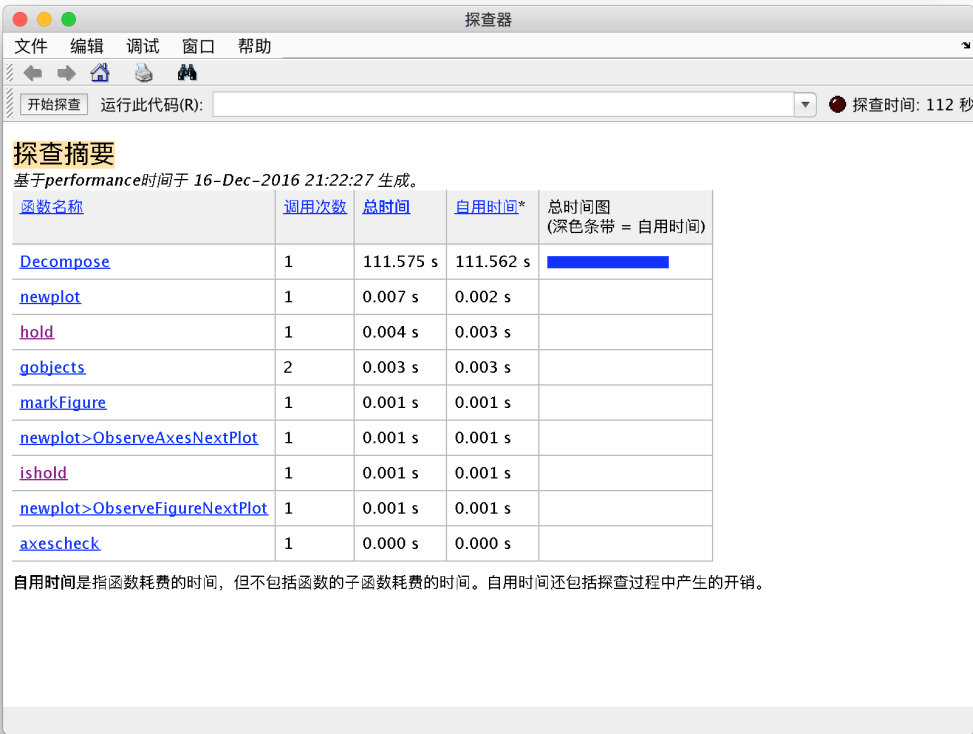 探查器
文件 编辑 调试 窗口 帮助
开始探查 运行此代码(R): 探查时间: 112 秒
探查摘要
基于performance时间于 16-Dec-2016 21:22:27 生成。
函数名称 调用次数 总时间 自用时间* 总时间图
(深色条带 = 自用时间)
Decompose 1 111.575 s 111.562 s
newplot 1 0.007 s 0.002 s
hold 1 0.004 s 0.003 s
gobjects 2 0.003 s 0.003 s
markFigure 1 0.001 s 0.001 s
newplot>ObserveAxesNextPlot 1 0.001 s 0.001 s
ishold 1 0.001 s 0.001 s
newplot>ObserveFigureNextPlot 1 0.001 s 0.001 s
axescheck 1 0.000 s 0.000 s
自用时间是指函数耗费的时间，但不包括函数的子函数耗费的时间。自用时间还包括探查过程中产生的开销。